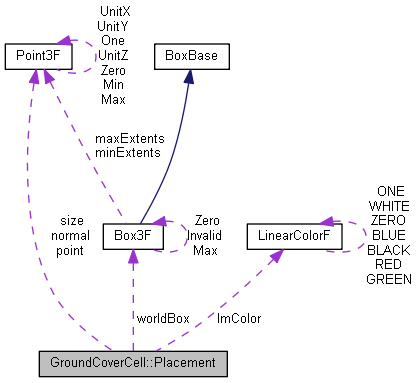 UnitX
UnitY
One
UnitZ
Zero
Min
Max
Point3F
BoxBase
maxExtents
minExtents
size
normal
point
Box3F
Zero
Invalid
Max
LinearColorF
ONE
WHITE
ZERO
BLUE
BLACK
RED
GREEN
worldBox
lmColor
GroundCoverCell::Placement